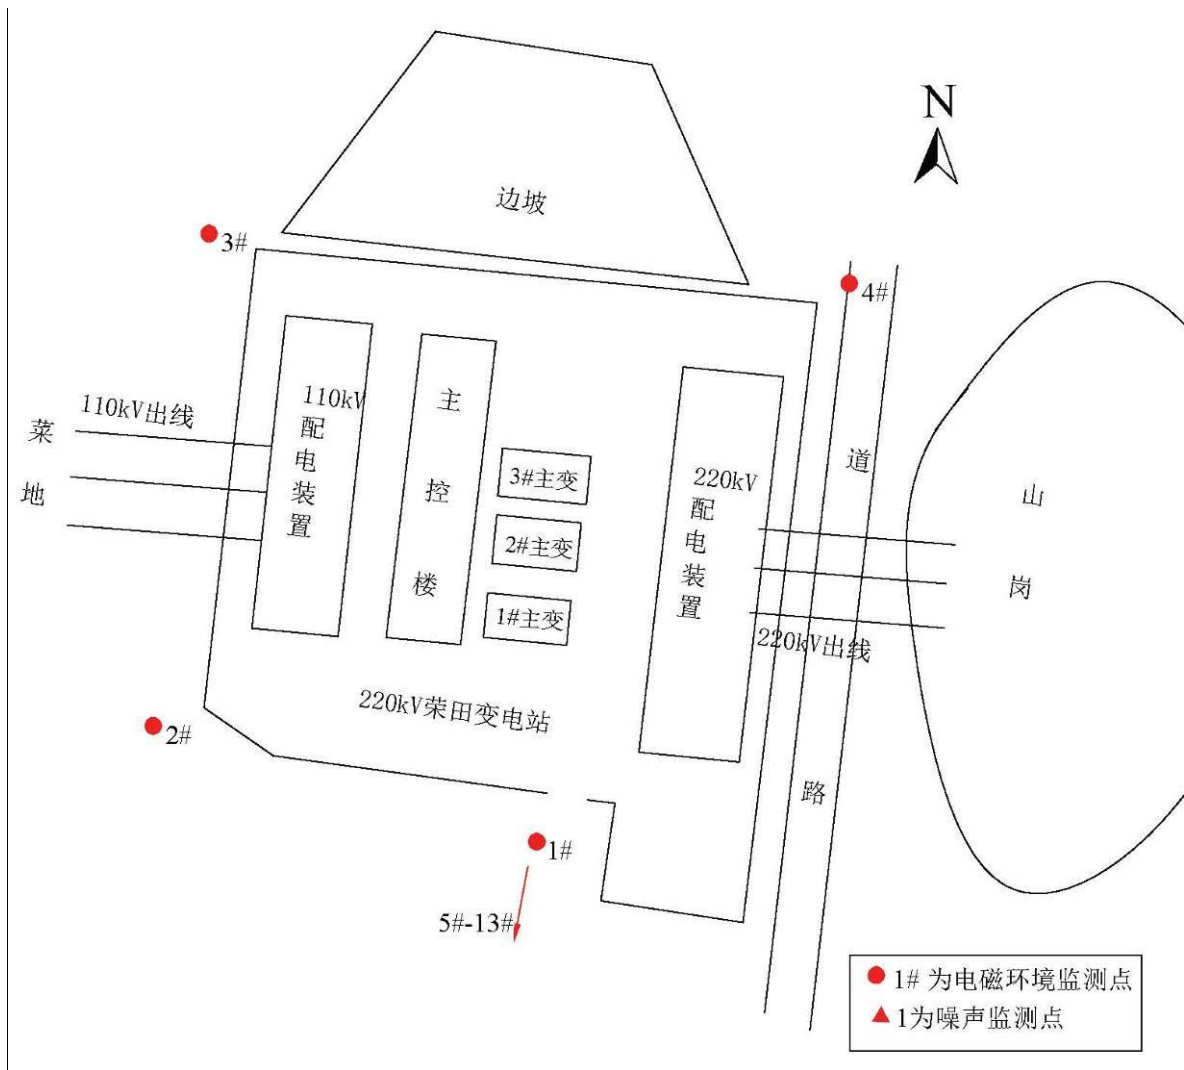 N
边坡
3#
4#
110kV出线
菜
地
110kV
配
电
装
置
主
控
楼
3#主变
2#主变
1#主变
220kV
配
电
装
置
道
路
山
岗
220kV出线
220kV荣田变电站
2#
1#
5#-13#
1# 为电磁环境监测点
1为噪声监测点